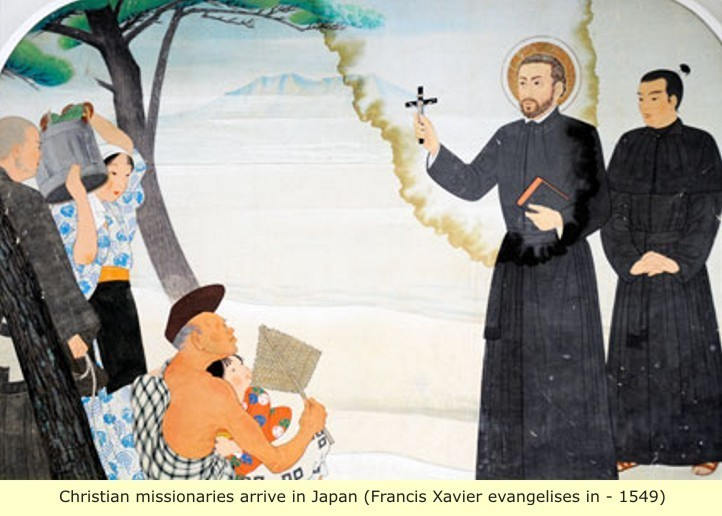 Christian missionaries arrive in Japan (Francis Xavier evangelises in - 1549)